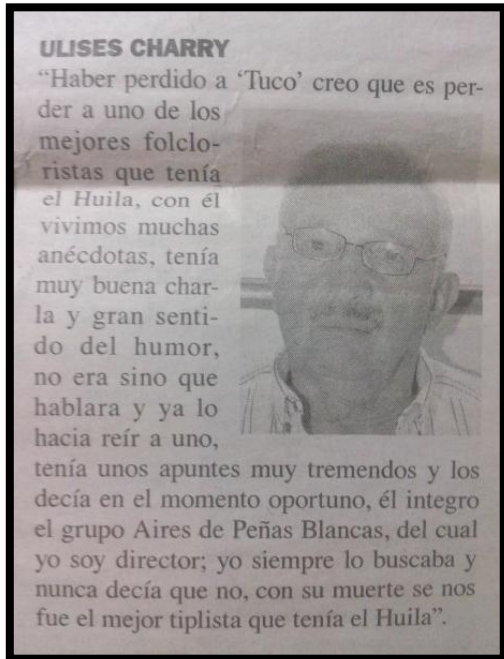 ULISES CHARRY
“Haber perdido a ‘Tuco’ creo que es per-
der a uno de los
mejores folclo-
ristas que tenía
el Huila, con él
vivimos muchas
anécdotas, tenía
muy buena char-
la y gran senti-
do del humor,
no era sino que
hablara y ya lo
hacia reír a uno,
tenía unos apuntes muy tremendos y los
decía en el momento oportuno, él integro
el grupo Aires de Peñas Blancas, del cual
yo soy director; yo siempre lo buscaba y
nunca decía que no, con su muerte se nos
fue el mejor tiplista que tenía el Huila”.